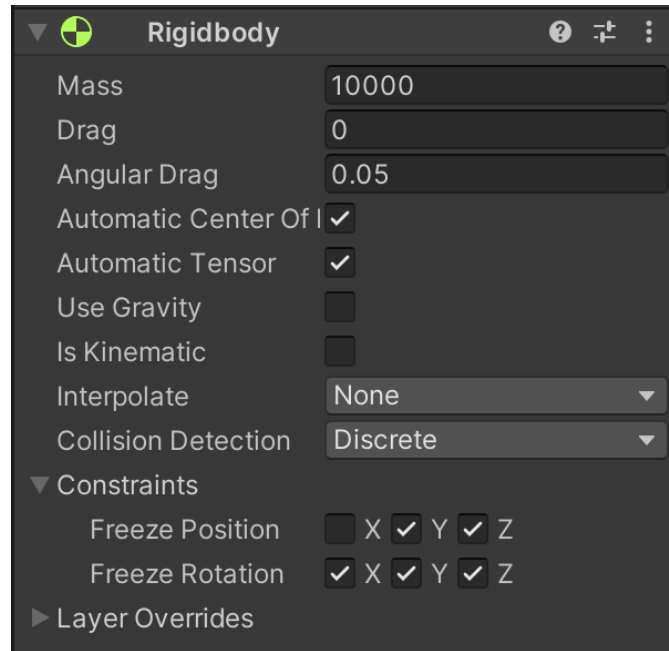 Rigidbody
Mass 10000
Drag 0
Angular Drag 0.05
Automatic Center Of
Automatic Tensor
Use Gravity
Is Kinematic
Interpolate None
Collision Detection Discrete
Constraints
Freeze Position X Y Z
Freeze Rotation X Y Z
Layer Overrides